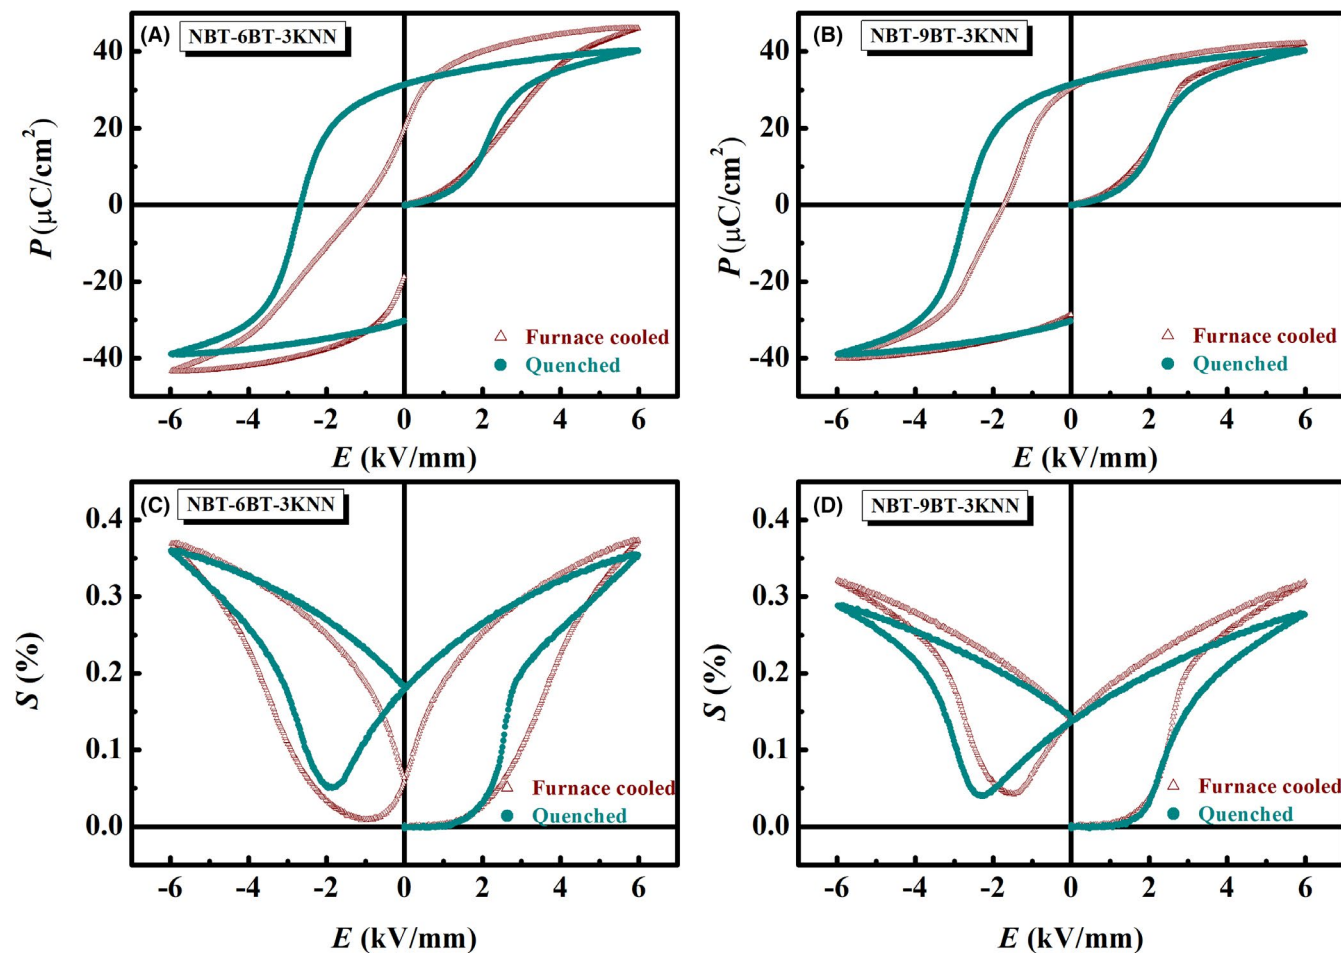 (A) NBT-6BT-3KNN
40
20
0
-20
-40
P (μC/cm²)
Furnace cooled
Quenched
-6 -4 -2 0 2 4 6
E (kV/mm)
(B) NBT-9BT-3KNN
40
20
0
-20
-40
P (μC/cm²)
Furnace cooled
Quenched
-6 -4 -2 0 2 4 6
E (kV/mm)
(C) NBT-6BT-3KNN
0.4
0.3
0.2
0.1
0.0
S (%)
Furnace cooled
Quenched
-6 -4 -2 0 2 4 6
E (kV/mm)
(D) NBT-9BT-3KNN
0.4
0.3
0.2
0.1
0.0
S (%)
Furnace cooled
Quenched
-6 -4 -2 0 2 4 6
E (kV/mm)